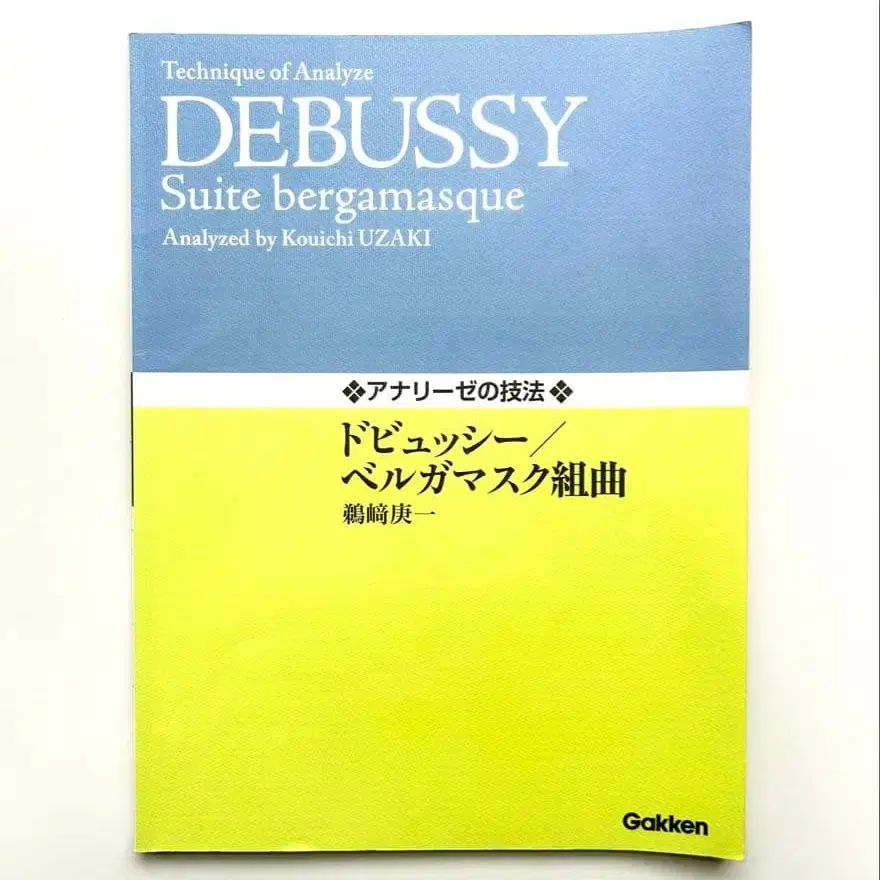 Technique of Analyze
DEBUSSY
Suite bergamasque
Analyzed by Kouichi UZAKI
❖アナリーゼの技法❖
ドビュッシー／
ベルガマスク組曲
鵜﨑庚一
Gakken